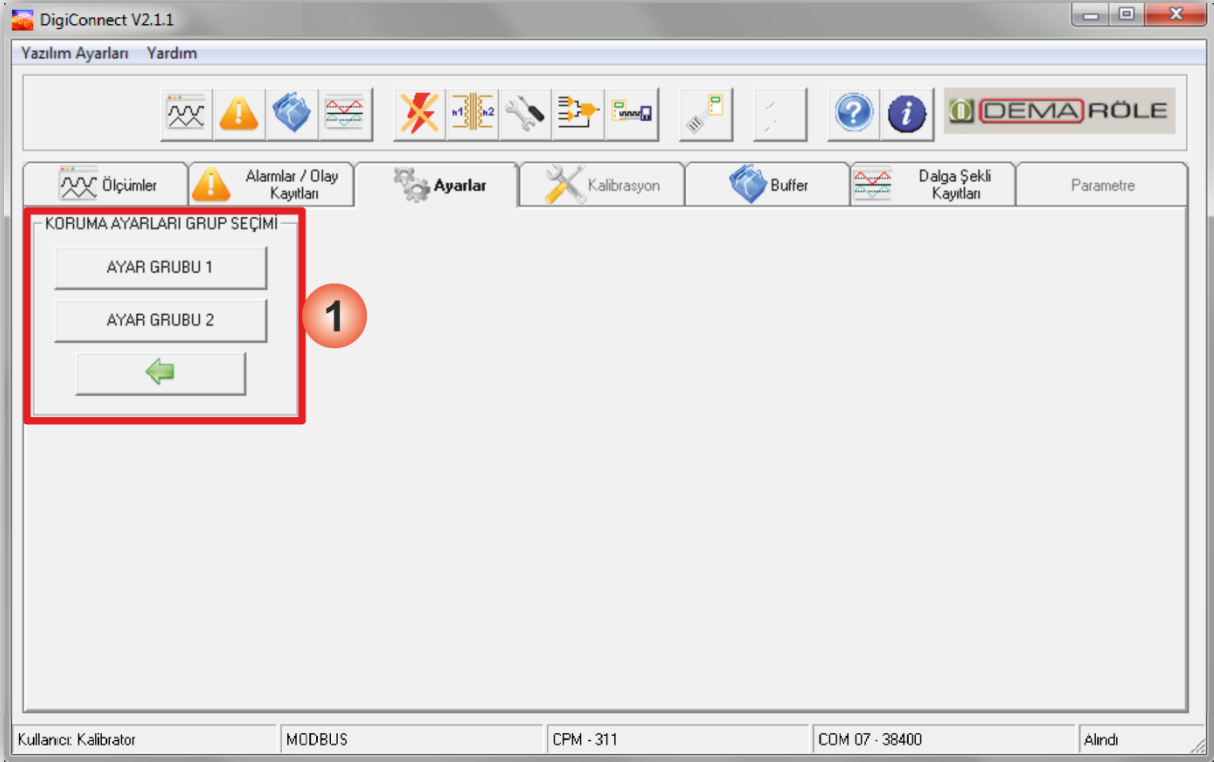 DigiConnect V2.1.1
Yazılım Ayarları Yardım
n1 n2
DEMA RÖLE
Ölçümler
Alarmlar / Olay
Kayıtları
Ayarlar
Kalibrasyon
Buffer
Dalga Şekli
Kayıtları
Parametre
KORUMA AYARLARI GRUP SEÇİMİ
AYAR GRUBU 1
AYAR GRUBU 2
1
Kullanıcı: Kalibrator MODBUS CPM - 311 COM 07 - 38400 Alındı